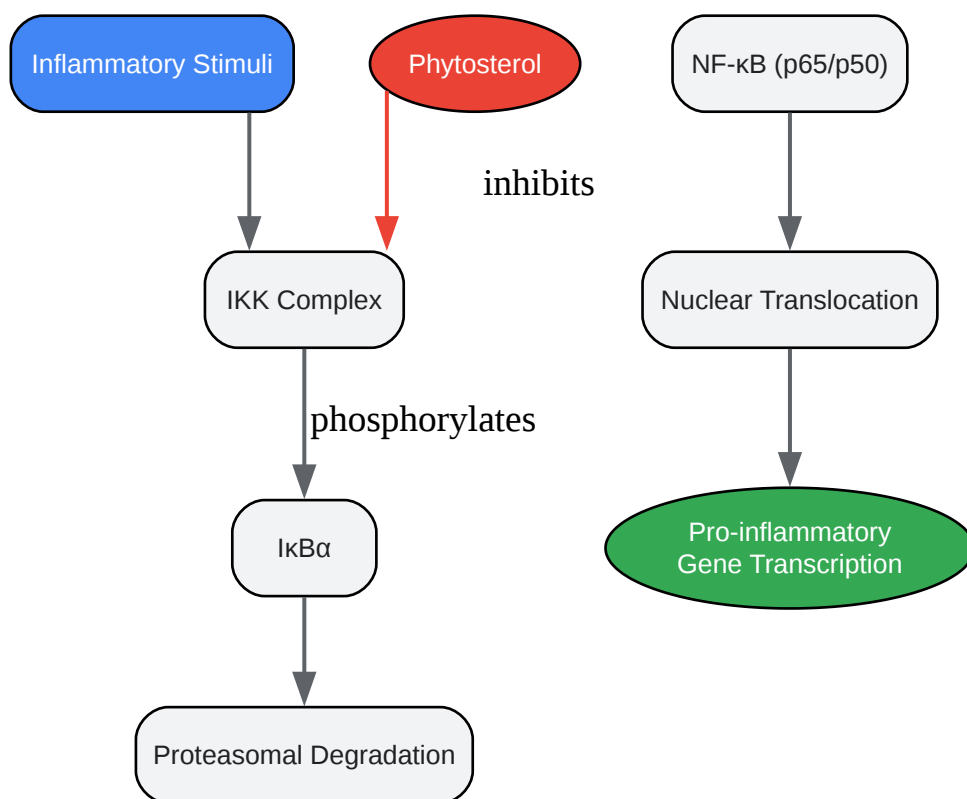 Inflammatory Stimuli
Phytosterol
NF-κB (p65/p50)
inhibits
IKK Complex
Nuclear Translocation
phosphorylates
IκBα
Pro-inflammatory
Gene Transcription
Proteasomal Degradation